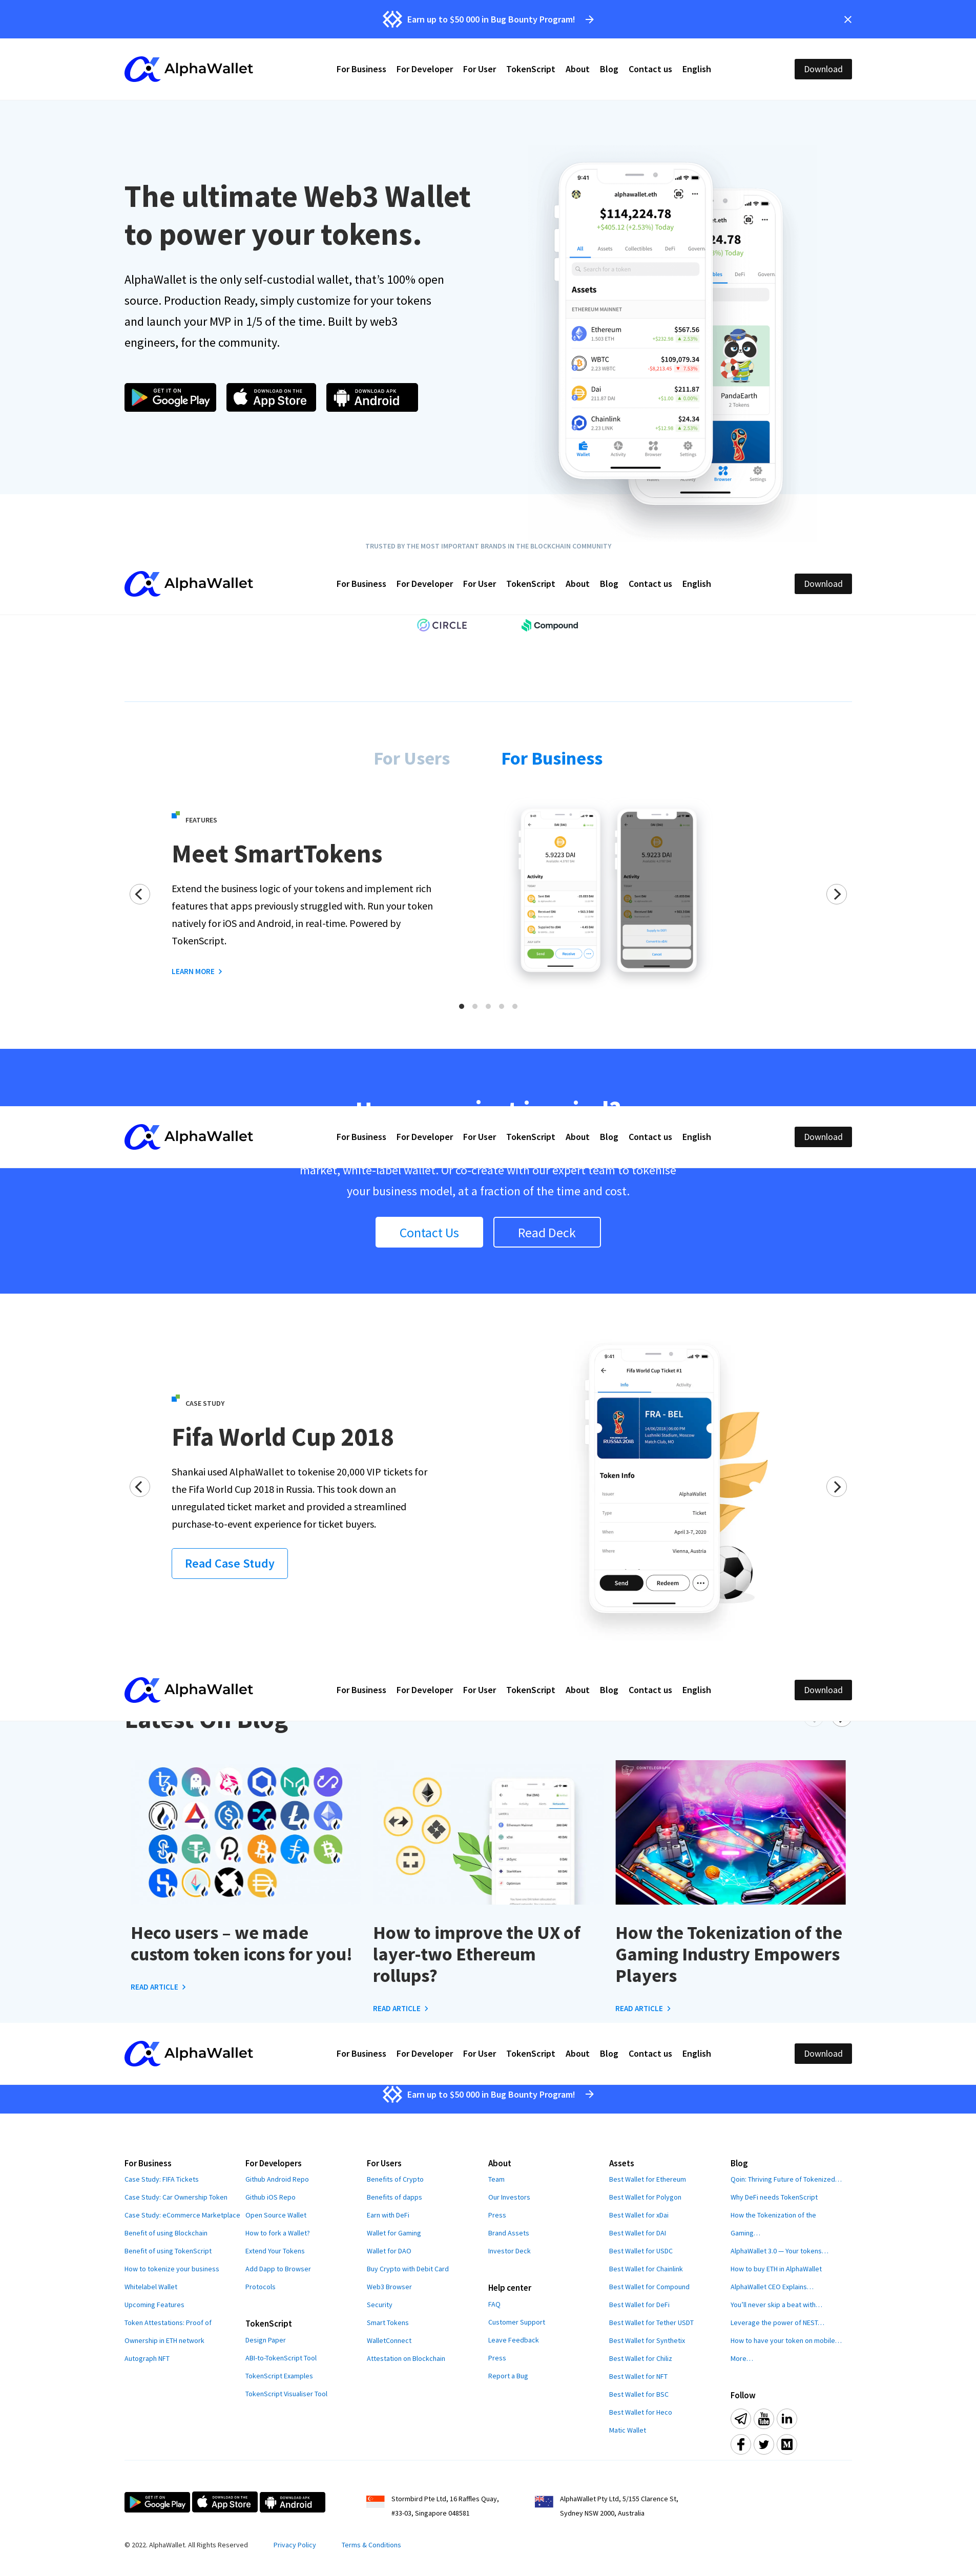 Earn up to $50 000 in Bug Bounty Program!
AlphaWallet
For Business For Developer For User TokenScript About Blog Contact us English
Download
The ultimate Web3 Wallet
to power your tokens.
AlphaWallet is the only self-custodial wallet, that's 100% open
source. Production Ready, simply customize for your tokens
and launch your MVP in 1/5 of the time. Built by web3
engineers, for the community.
GET IT ON
Google Play
DOWNLOAD ON THE
App Store
DOWNLOAD APK
Android
9:41
alphawallet.eth
$114,224.78
+$405.12 (+2.53%) Today
All Assets Collectibles DeFi Govern
Search for a token
Assets
ETHEREUM MAINNET
Ethereum $567.56
1.503 ETH +$232.98 2.53%
WBTC $109,079.34
2.23 WBTC -$8,213.45 7.53%
Dai $211.87
211.87 DAI +$1.00 0.00%
Chainlink $24.34
2.23 LINK +$12.98 2.53%
Wallet Activity Browser Settings
PandaEarth
2 Tokens
Browser Settings
TRUSTED BY THE MOST IMPORTANT BRANDS IN THE BLOCKCHAIN COMMUNITY
AlphaWallet
For Business For Developer For User TokenScript About Blog Contact us English
Download
CIRCLE
Compound
For Users
For Business
FEATURES
Meet SmartTokens
Extend the business logic of your tokens and implement rich
features that apps previously struggled with. Run your token
natively for iOS and Android, in real-time. Powered by
TokenScript.
LEARN MORE
5.9223 DAI
Activity
Send Receive
5.9223 DAI
Activity
Cancel
AlphaWallet
For Business For Developer For User TokenScript About Blog Contact us English
Download
market, white-label wallet. Or co-create with our expert team to tokenise
your business model, at a fraction of the time and cost.
Contact Us
Read Deck
CASE STUDY
Fifa World Cup 2018
Shankai used AlphaWallet to tokenise 20,000 VIP tickets for
the Fifa World Cup 2018 in Russia. This took down an
unregulated ticket market and provided a streamlined
purchase-to-event experience for ticket buyers.
Read Case Study
9:41
Fifa World Cup Ticket #1
Info Activity
FRA - BEL
14/06/2018 | 06:00 PM
Ludmilki Stadium, Moscow
Match Club, MO
RUSSIA 2018
Token Info
Issuer AlphaWallet
Type Ticket
When April 3-7, 2020
Where Vienna, Austria
Send Redeem
AlphaWallet
For Business For Developer For User TokenScript About Blog Contact us English
Download
Latest On Blog
COINTELEGRAPH
Heco users – we made
custom token icons for you!
READ ARTICLE
How to improve the UX of
layer-two Ethereum
rollups?
READ ARTICLE
How the Tokenization of the
Gaming Industry Empowers
Players
READ ARTICLE
AlphaWallet
For Business For Developer For User TokenScript About Blog Contact us English
Download
Earn up to $50 000 in Bug Bounty Program!
For Business
Case Study: FIFA Tickets
Case Study: Car Ownership Token
Case Study: eCommerce Marketplace
Benefit of using Blockchain
Benefit of using TokenScript
How to tokenize your business
Whitelabel Wallet
Upcoming Features
Token Attestations: Proof of
Ownership in ETH network
Autograph NFT
For Developers
Github Android Repo
Github iOS Repo
Open Source Wallet
How to fork a Wallet?
Extend Your Tokens
Add Dapp to Browser
Protocols
TokenScript
Design Paper
ABI-to-TokenScript Tool
TokenScript Examples
TokenScript Visualiser Tool
For Users
Benefits of Crypto
Benefits of dapps
Earn with DeFi
Wallet for Gaming
Wallet for DAO
Buy Crypto with Debit Card
Web3 Browser
Security
Smart Tokens
WalletConnect
Attestation on Blockchain
About
Team
Our Investors
Press
Brand Assets
Investor Deck
Help center
FAQ
Customer Support
Leave Feedback
Press
Report a Bug
Assets
Best Wallet for Ethereum
Best Wallet for Polygon
Best Wallet for xDai
Best Wallet for DAI
Best Wallet for USDC
Best Wallet for Chainlink
Best Wallet for Compound
Best Wallet for DeFi
Best Wallet for Tether USDT
Best Wallet for Synthetix
Best Wallet for Chiliz
Best Wallet for NFT
Best Wallet for BSC
Best Wallet for Heco
Matic Wallet
Blog
Qoin: Thriving Future of Tokenized…
Why DeFi needs TokenScript
How the Tokenization of the
Gaming…
AlphaWallet 3.0 — Your tokens…
How to buy ETH in AlphaWallet
AlphaWallet CEO Explains…
You'll never skip a beat with…
Leverage the power of NEST…
How to have your token on mobile…
More…
Follow
GET IT ON
Google Play
DOWNLOAD ON THE
App Store
DOWNLOAD APK
Android
Stormbird Pte Ltd, 16 Raffles Quay,
#33-03, Singapore 048581
AlphaWallet Pty Ltd, 5/155 Clarence St,
Sydney NSW 2000, Australia
© 2022. AlphaWallet. All Rights Reserved
Privacy Policy
Terms & Conditions